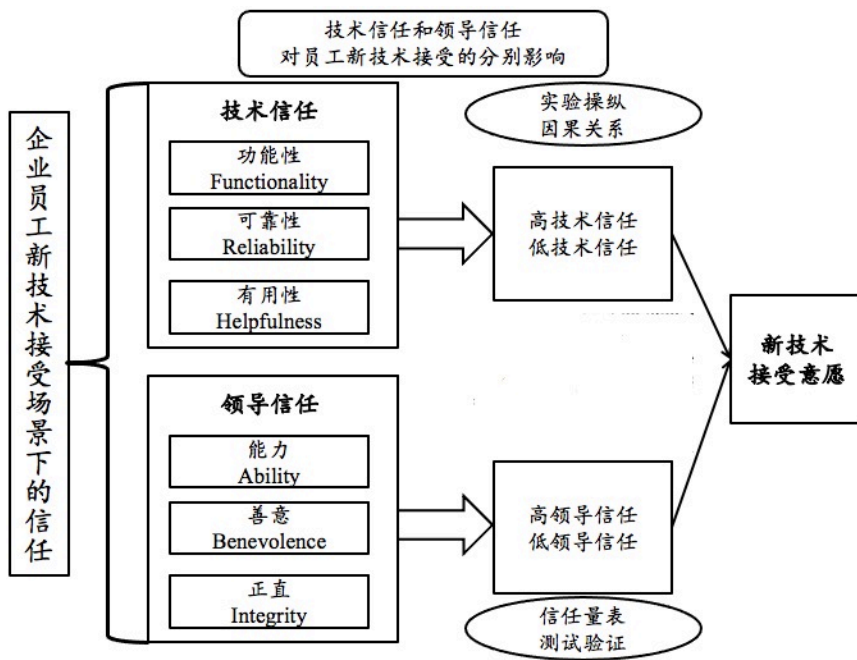 技术信任和领导信任
对员工新技术接受的分别影响
企业员工新技术接受场景下的信任
技术信任
功能性
Functionality
可靠性
Reliability
有用性
Helpfulness
领导信任
能力
Ability
善意
Benevolence
正直
Integrity
实验操纵
因果关系
高技术信任
低技术信任
高领导信任
低领导信任
信任量表
测试验证
新技术
接受意愿